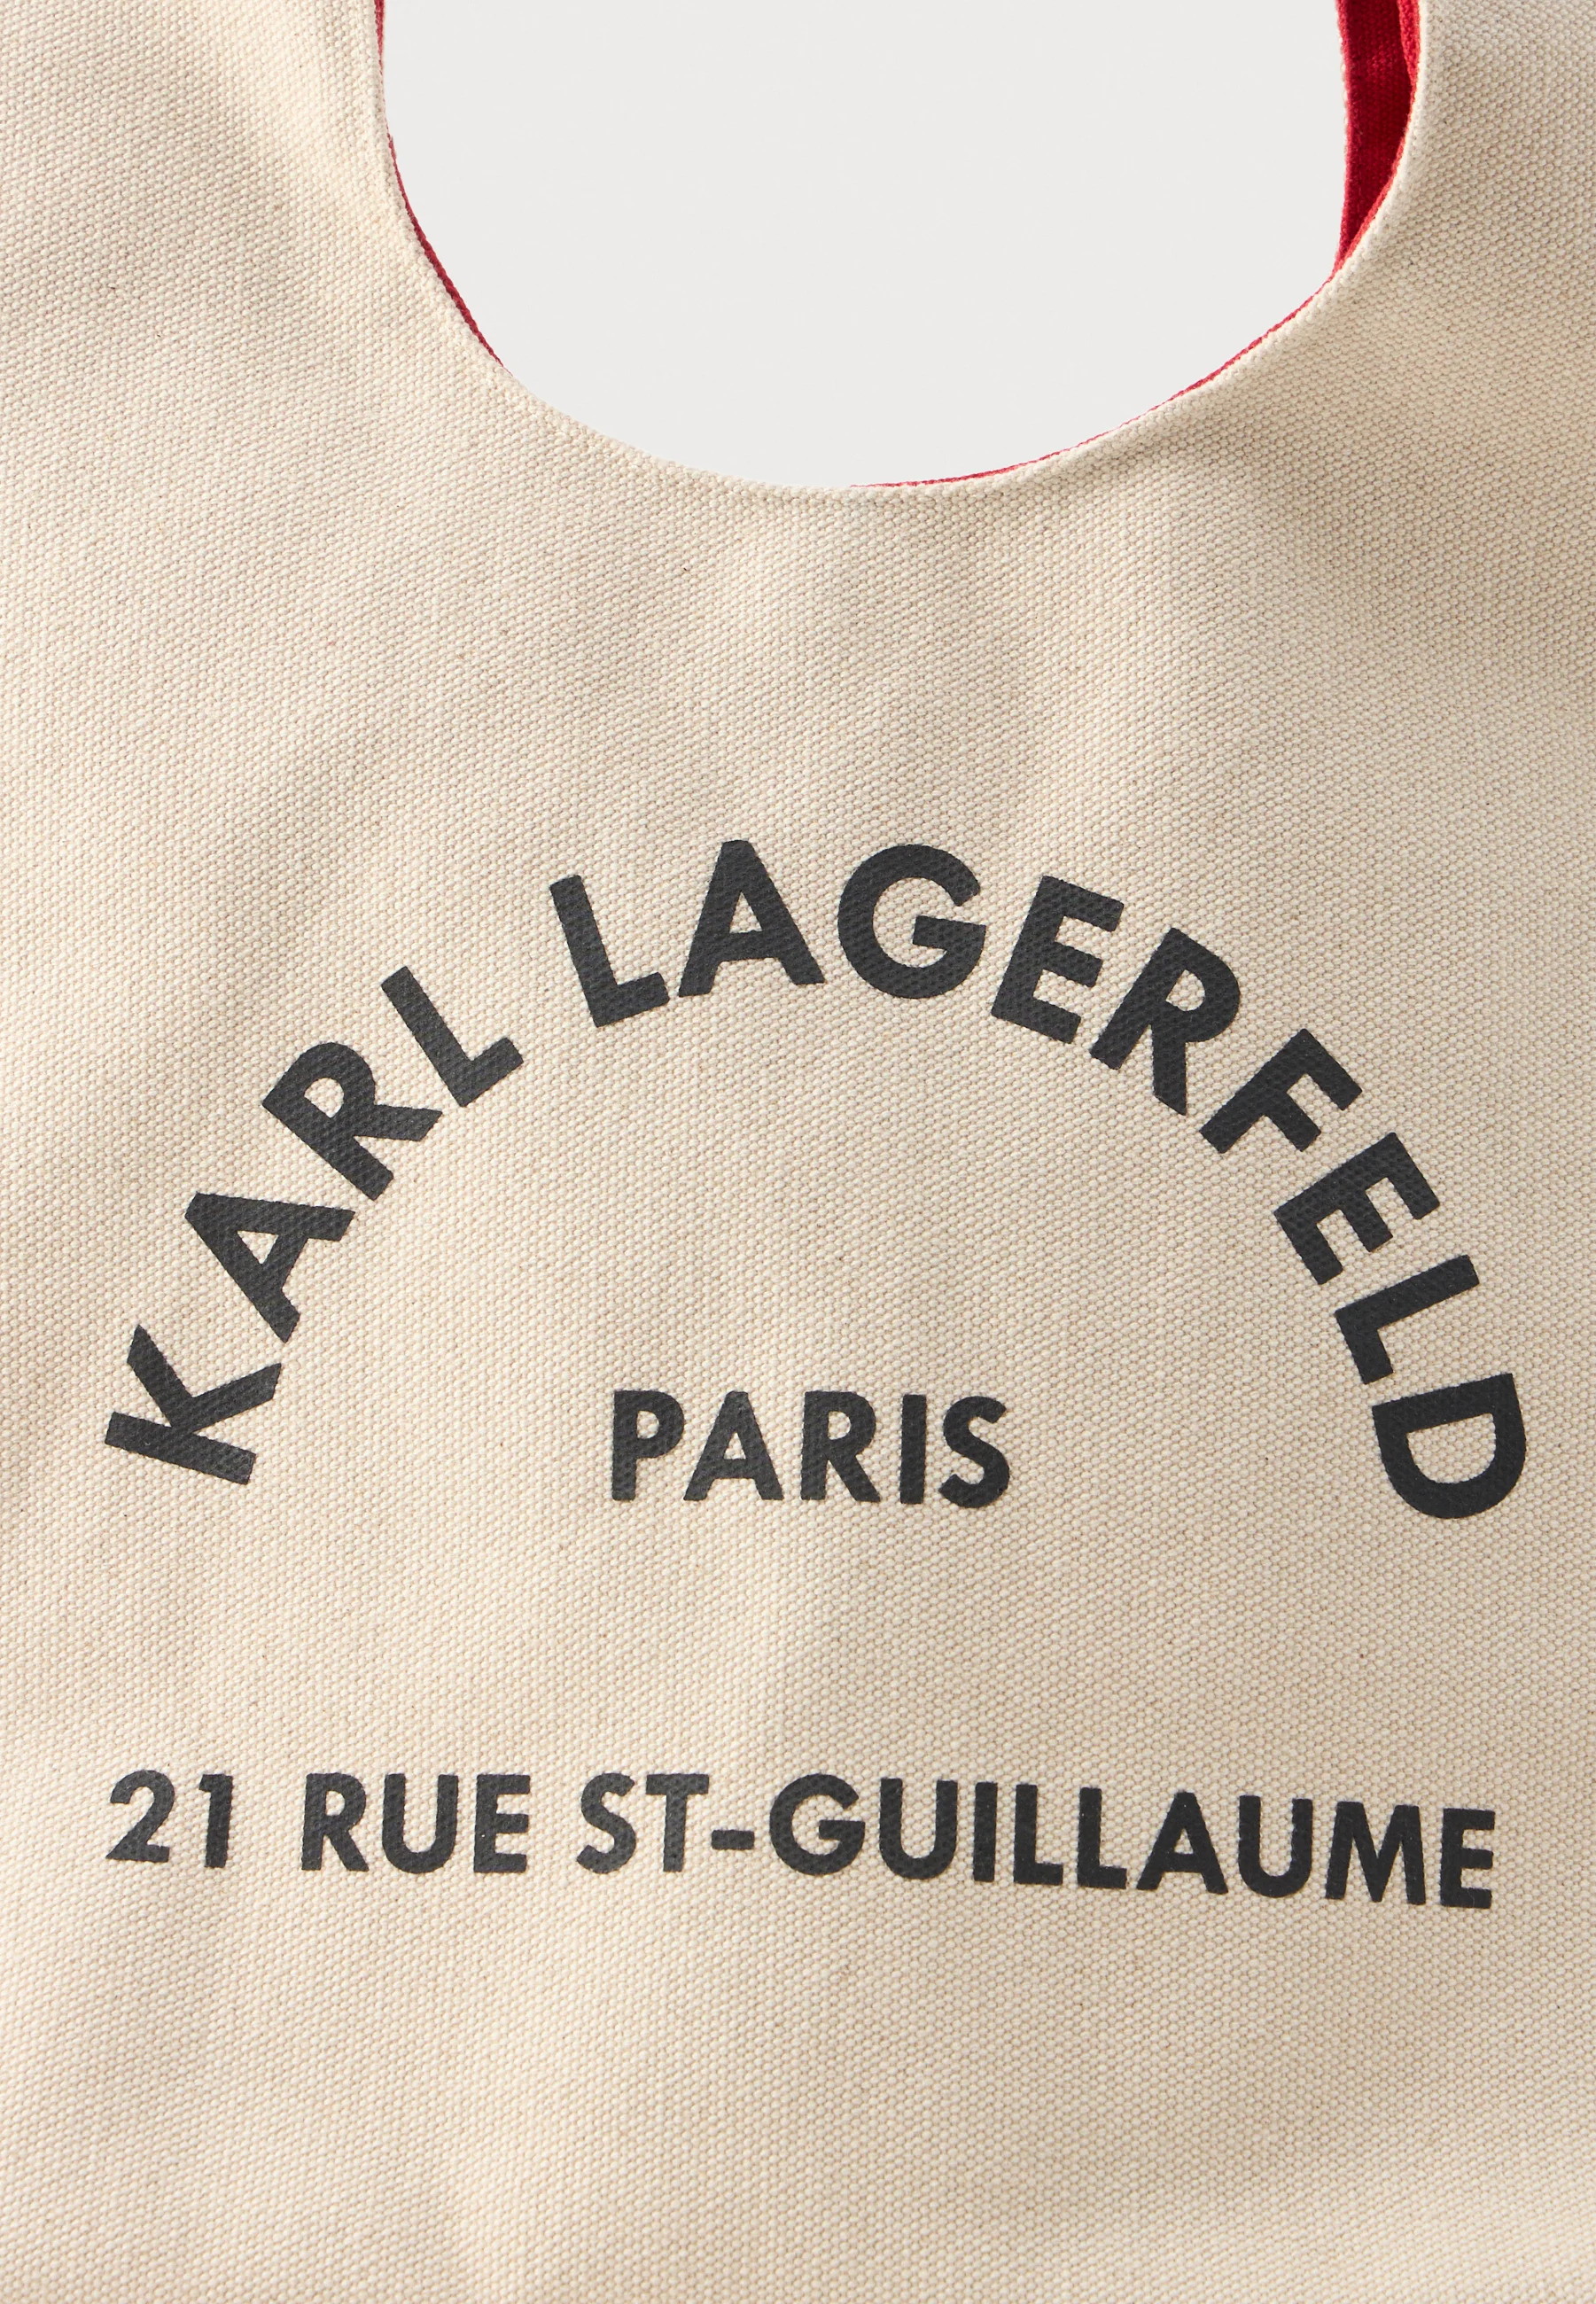 KARL LAGERFELD
PARIS
21 RUE ST-GUILLAUME